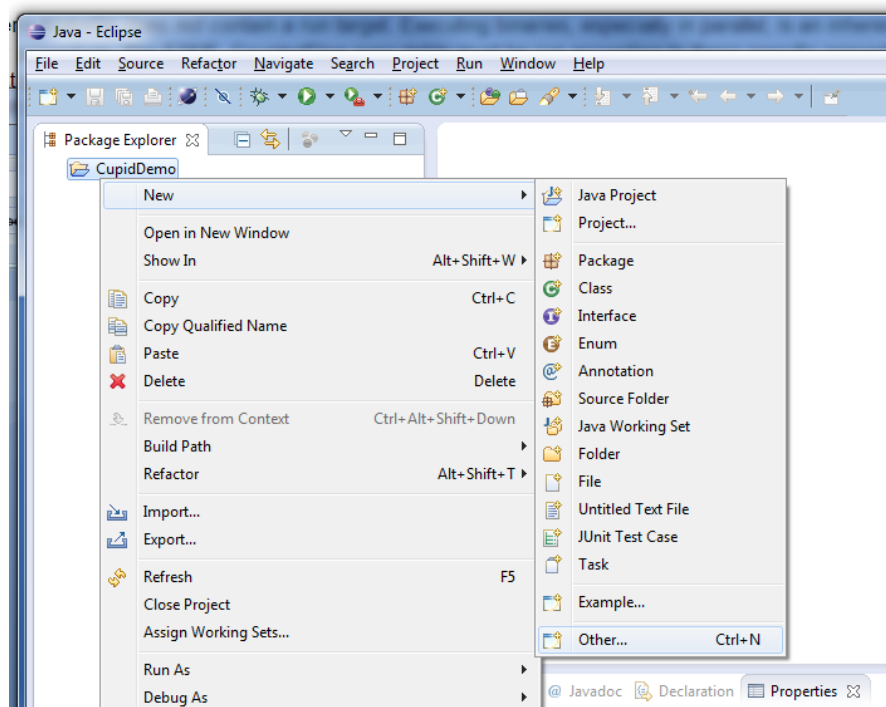 Java - Eclipse
File Edit Source Refactor Navigate Search Project Run Window Help
Package Explorer
CupidDemo
New
Open in New Window
Show In Alt+Shift+W
Copy Ctrl+C
Copy Qualified Name
Paste Ctrl+V
Delete Delete
Remove from Context Ctrl+Alt+Shift+Down
Build Path
Refactor Alt+Shift+T
Import...
Export...
Refresh F5
Close Project
Assign Working Sets...
Run As
Debug As
Java Project
Project...
Package
Class
Interface
Enum
Annotation
Source Folder
Java Working Set
Folder
File
Untitled Text File
JUnit Test Case
Task
Example...
Other... Ctrl+N
@ Javadoc Declaration Properties